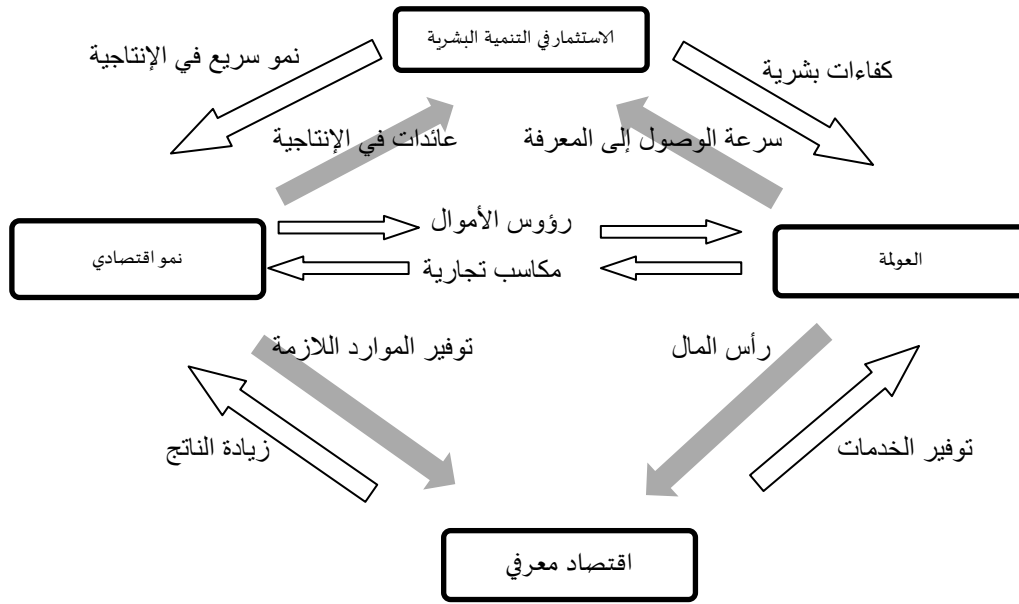 الاستثمار في التنمية البشرية
كفاءات بشرية
نمو سريع في الإنتاجية
سرعة الوصول إلى المعرفة
عائدات في الإنتاجية
رؤوس الأموال
العولمة
مكاسب تجارية
نمو اقتصادي
رأس المال
توفير الموارد اللازمة
توفير الخدمات
زيادة الناتج
اقتصاد معرفي